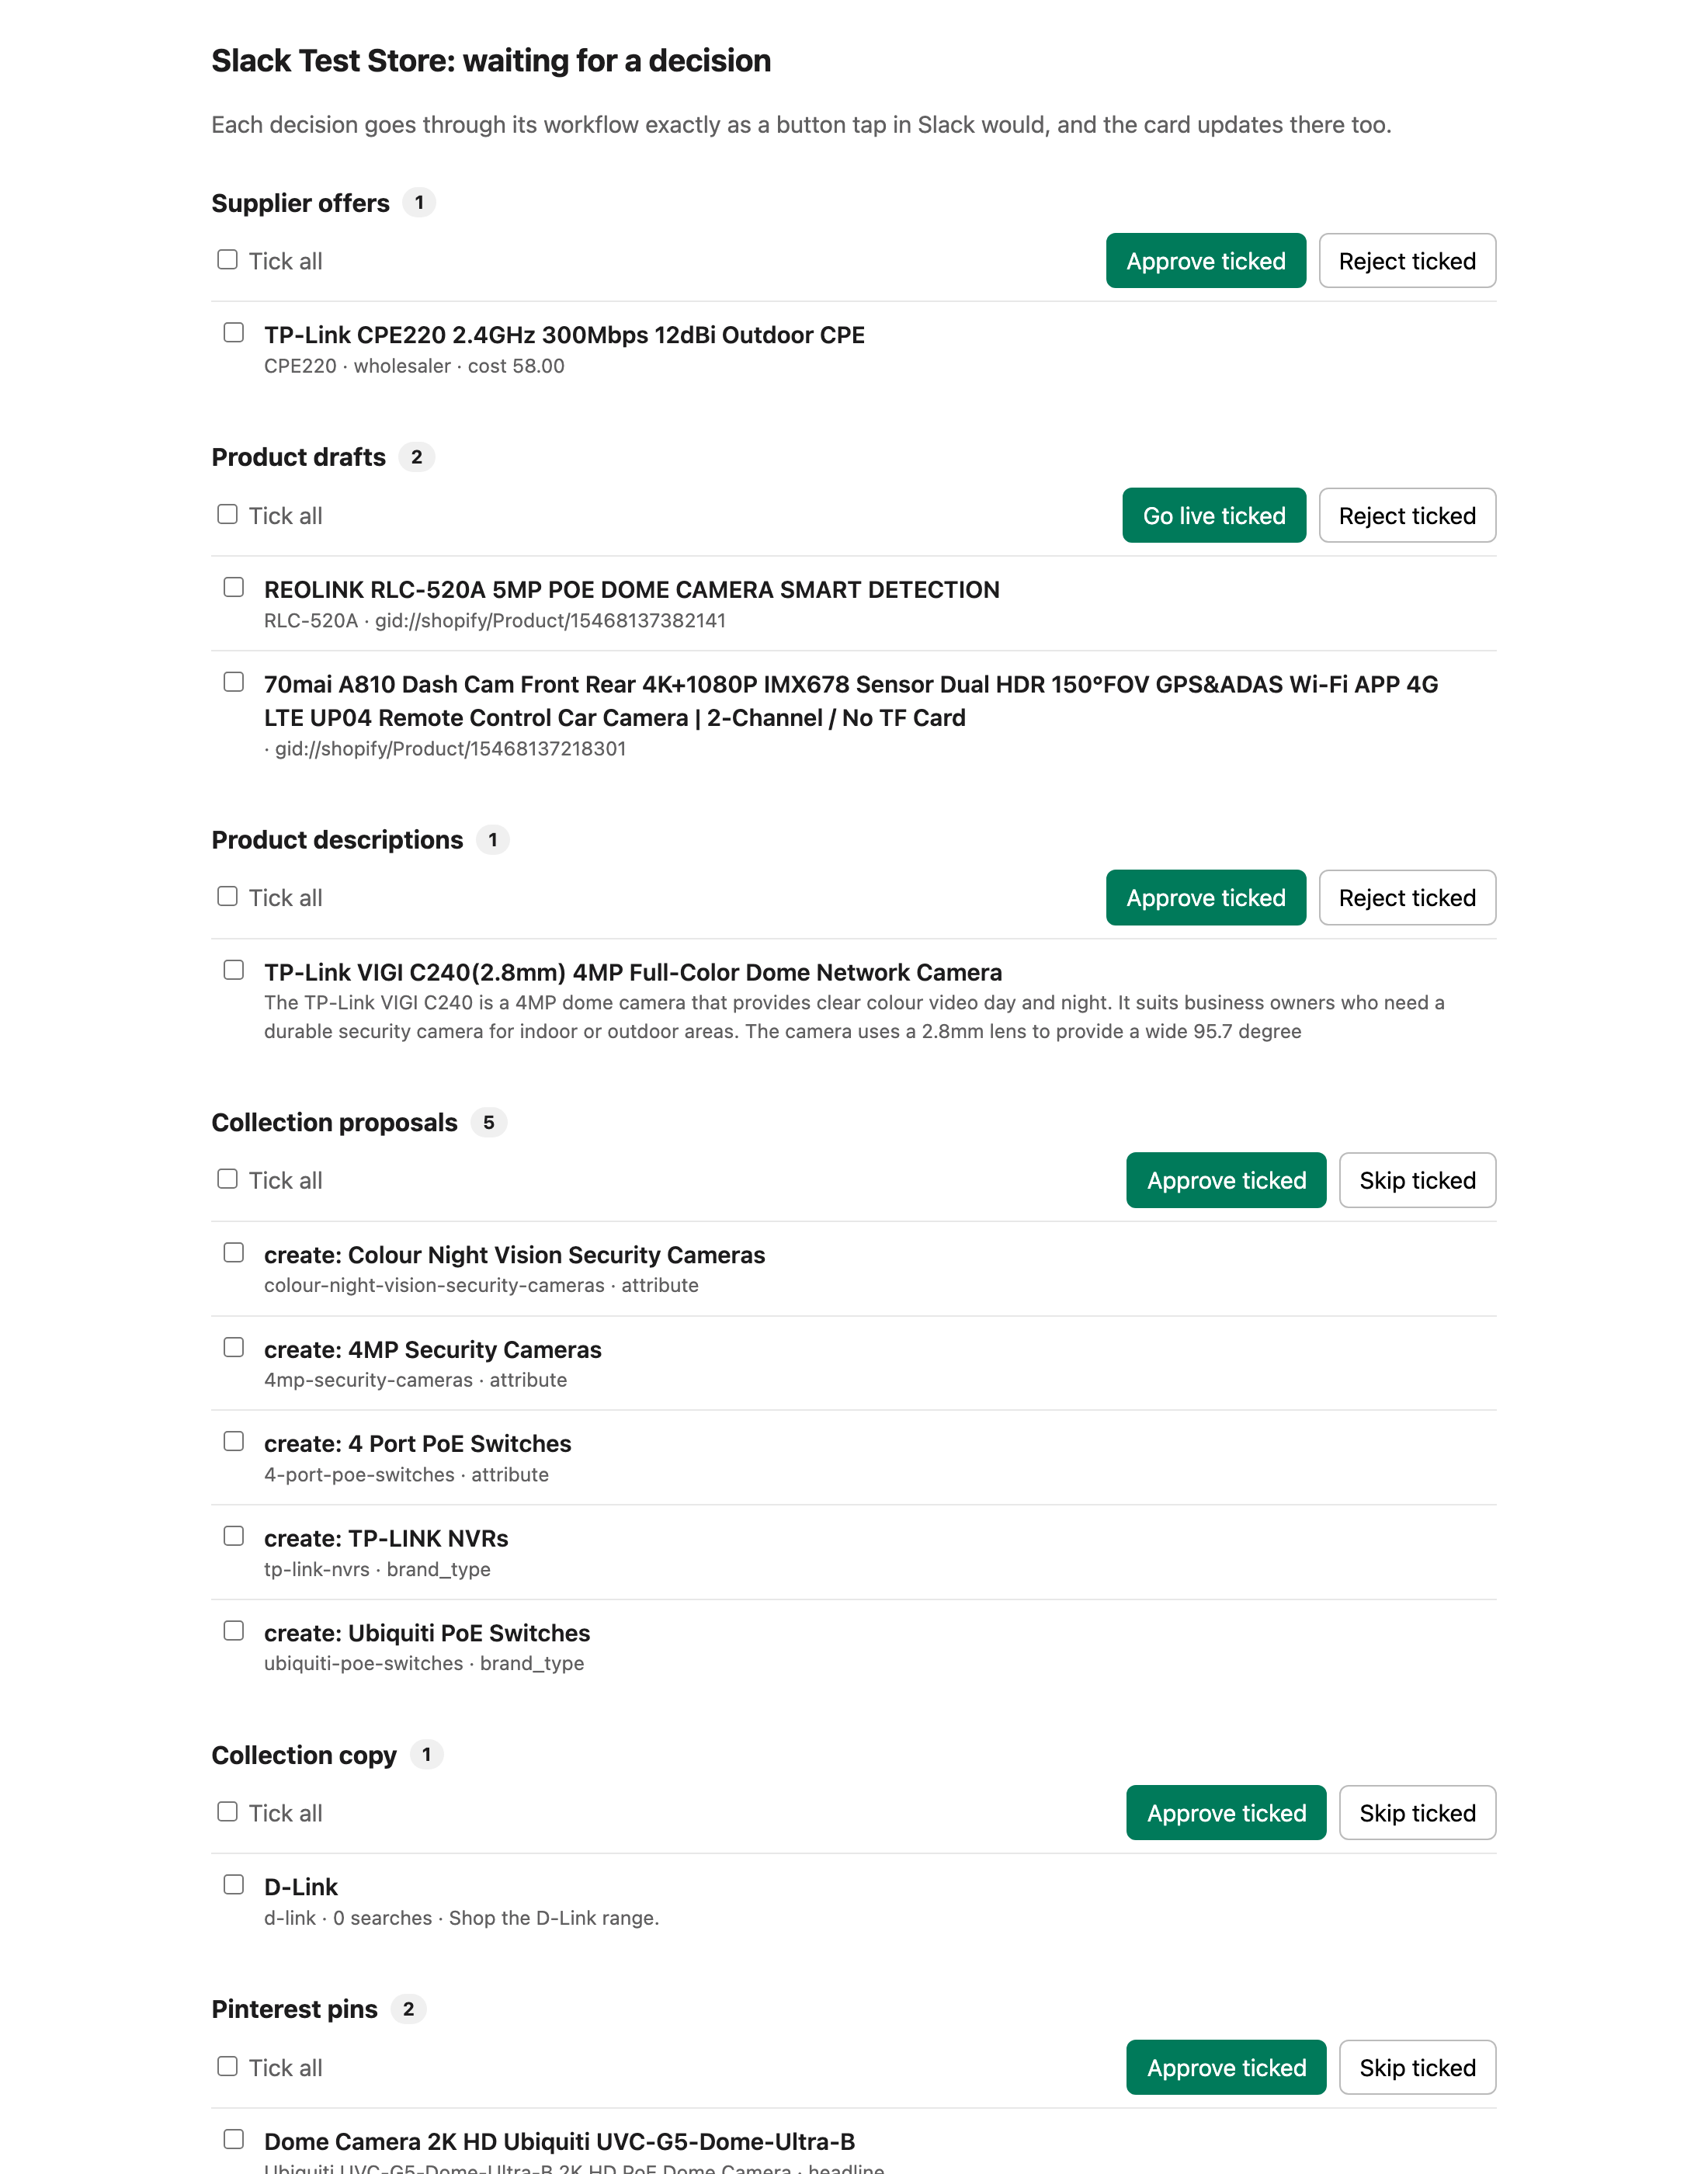 Slack Test Store: waiting for a decision
Each decision goes through its workflow exactly as a button tap in Slack would, and the card updates there too.
Supplier offers 1
Tick all
Approve ticked
Reject ticked
TP-Link CPE220 2.4GHz 300Mbps 12dBi Outdoor CPE
CPE220 · wholesaler · cost 58.00
Product drafts 2
Tick all
Go live ticked
Reject ticked
REOLINK RLC-520A 5MP POE DOME CAMERA SMART DETECTION
RLC-520A · gid://shopify/Product/15468137382141
70mai A810 Dash Cam Front Rear 4K+1080P IMX678 Sensor Dual HDR 150°FOV GPS&ADAS Wi-Fi APP 4G
LTE UP04 Remote Control Car Camera | 2-Channel / No TF Card
· gid://shopify/Product/15468137218301
Product descriptions 1
Tick all
Approve ticked
Reject ticked
TP-Link VIGI C240(2.8mm) 4MP Full-Color Dome Network Camera
The TP-Link VIGI C240 is a 4MP dome camera that provides clear colour video day and night. It suits business owners who need a
durable security camera for indoor or outdoor areas. The camera uses a 2.8mm lens to provide a wide 95.7 degree
Collection proposals 5
Tick all
Approve ticked
Skip ticked
create: Colour Night Vision Security Cameras
colour-night-vision-security-cameras · attribute
create: 4MP Security Cameras
4mp-security-cameras · attribute
create: 4 Port PoE Switches
4-port-poe-switches · attribute
create: TP-LINK NVRs
tp-link-nvrs · brand_type
create: Ubiquiti PoE Switches
ubiquiti-poe-switches · brand_type
Collection copy 1
Tick all
Approve ticked
Skip ticked
D-Link
d-link · 0 searches · Shop the D-Link range.
Pinterest pins 2
Tick all
Approve ticked
Skip ticked
Dome Camera 2K HD Ubiquiti UVC-G5-Dome-Ultra-B
Ubiquiti UVC-G5-Dome-Ultra-B 2K HD PoE Dome Camera · headline